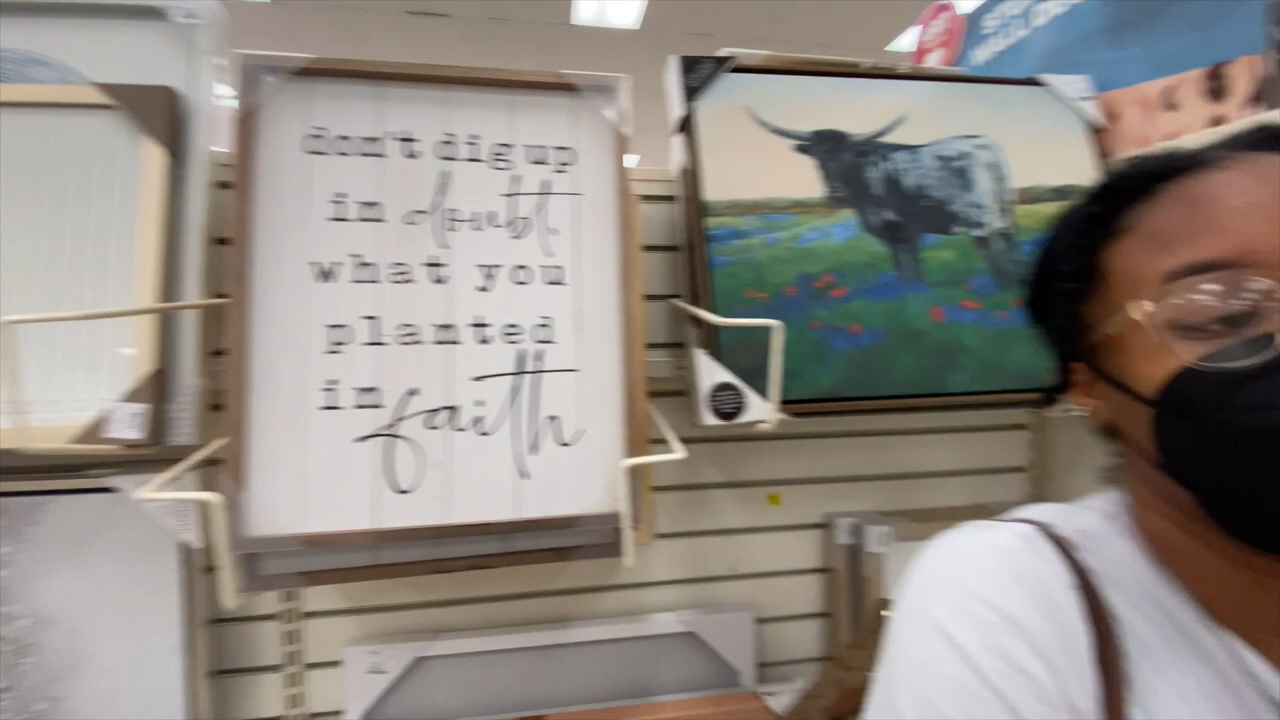 don't dig up
in doubt
what you
planted
in faith